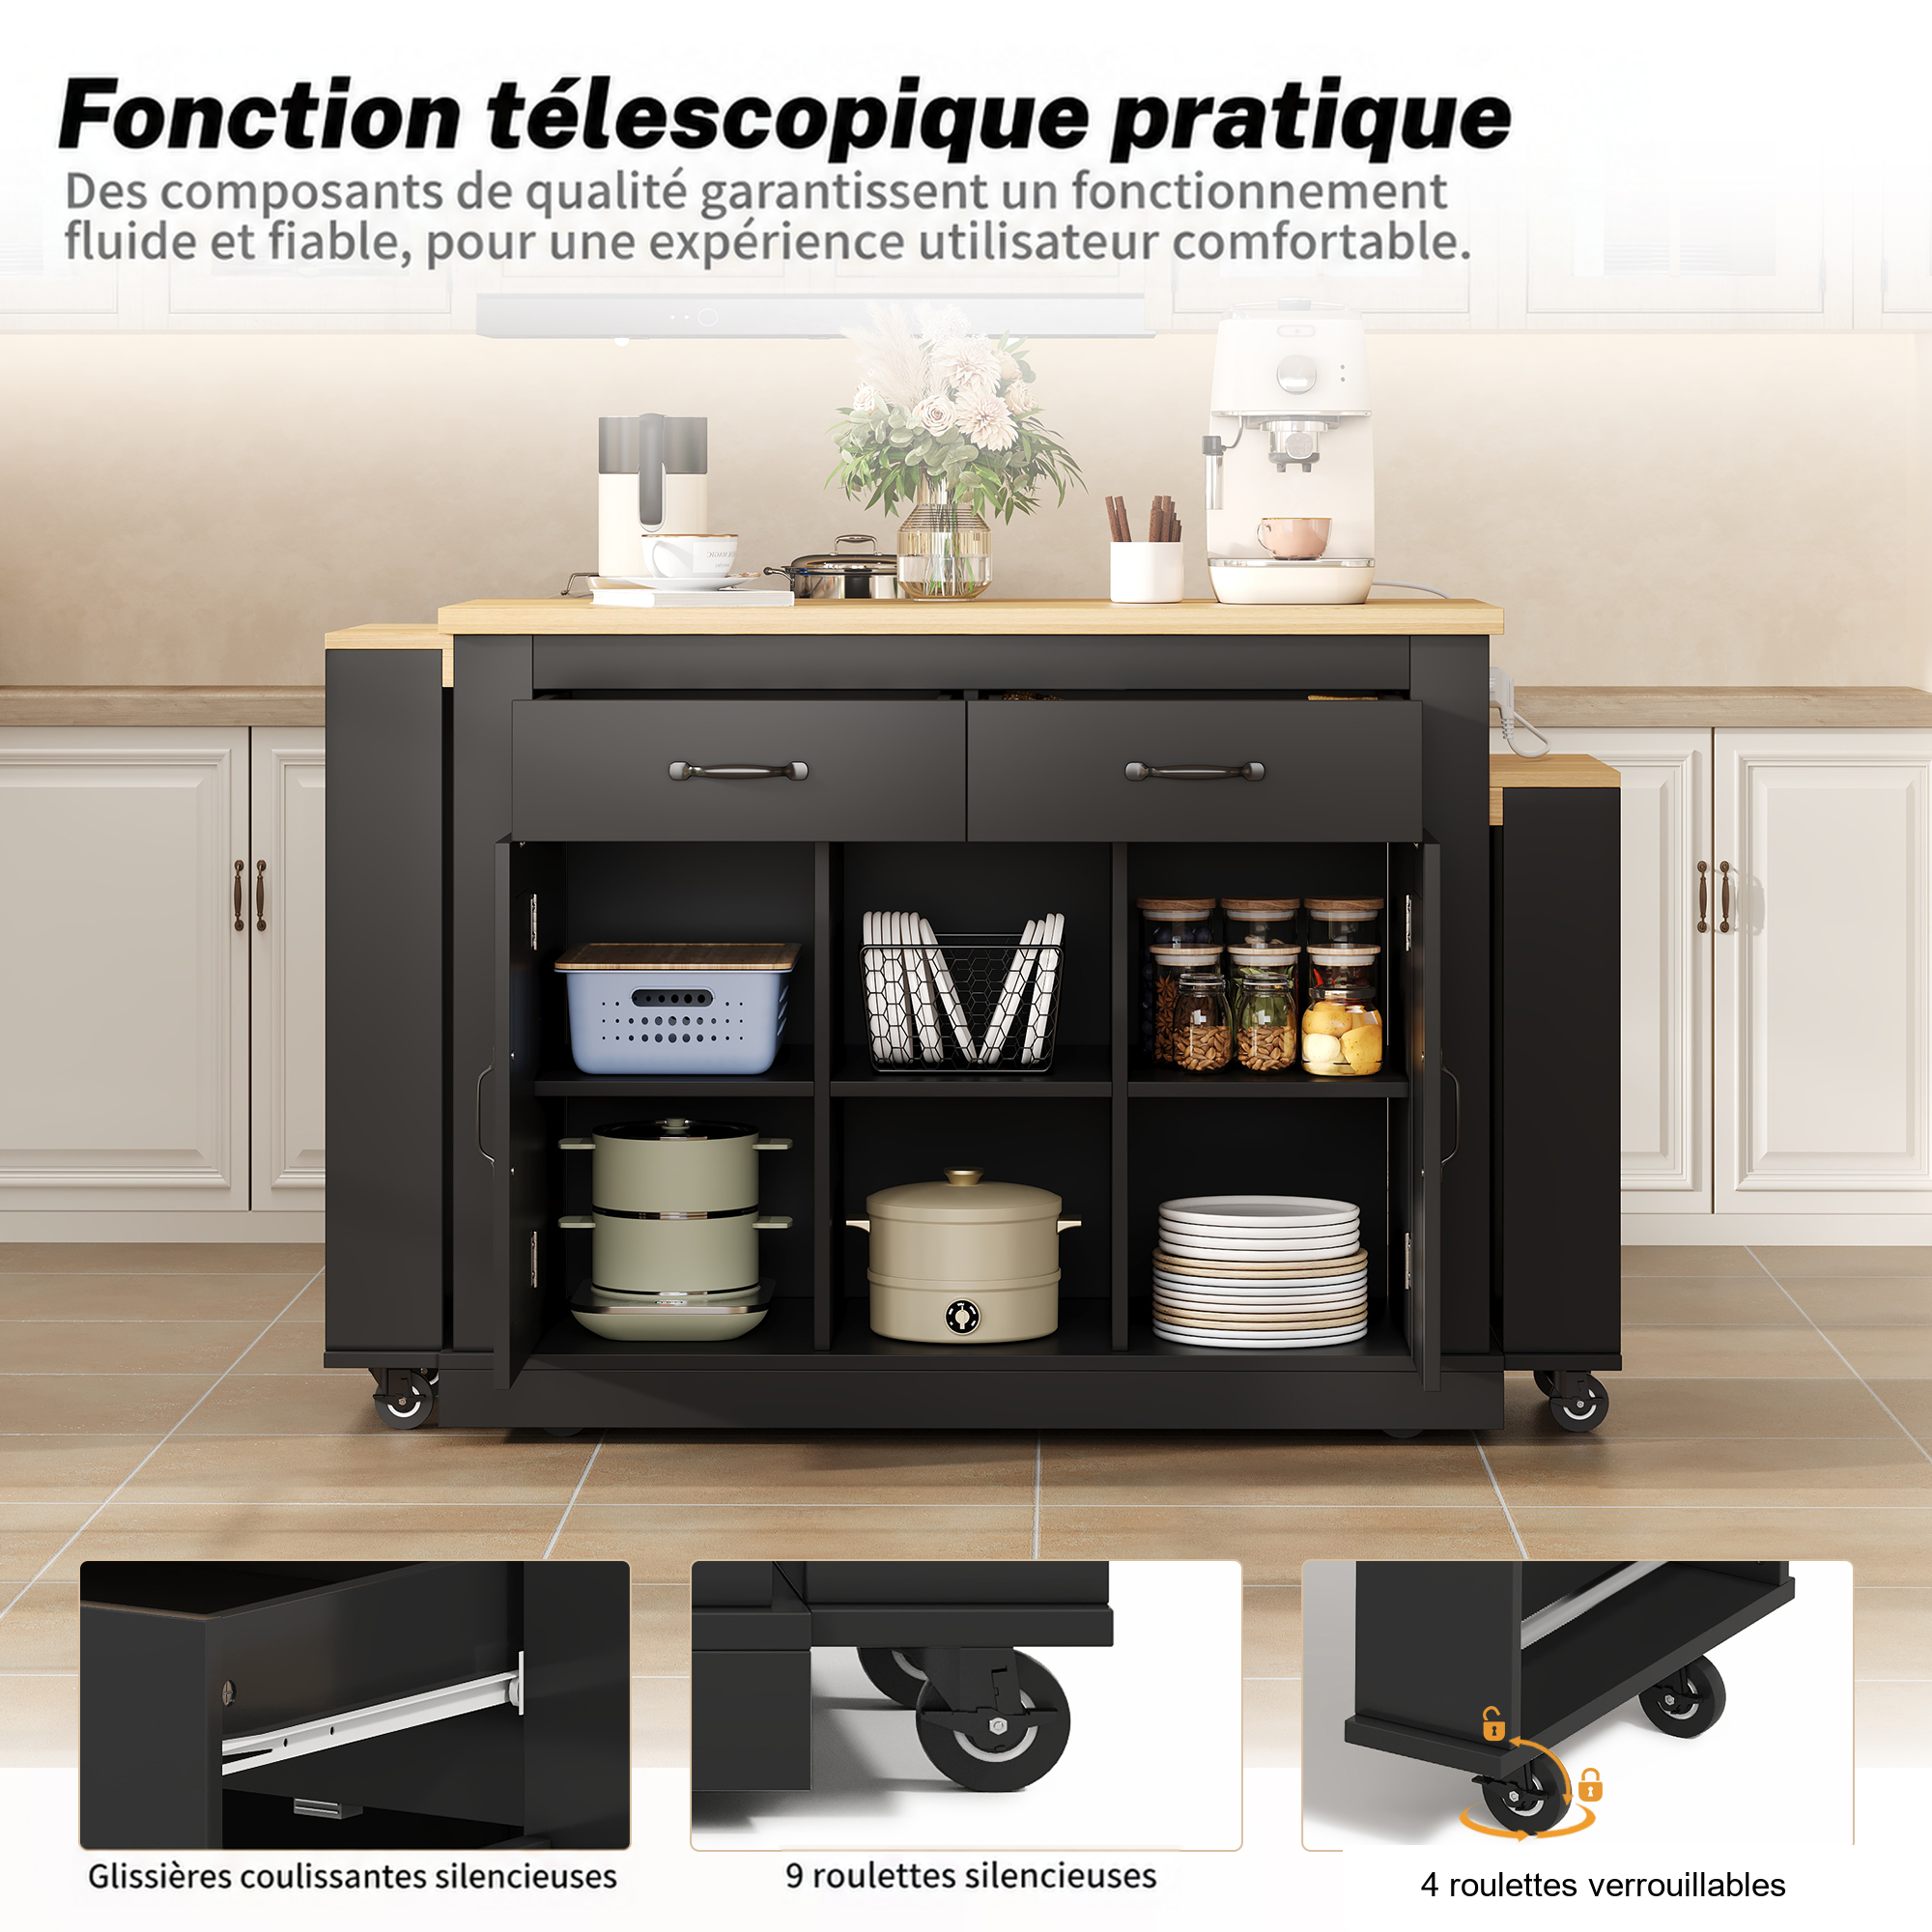 Fonction télescopique pratique
Des composants de qualité garantissent un fonctionnement
fluide et fiable, pour une expérience utilisateur comfortable.
Glissières coulissantes silencieuses
9 roulettes silencieuses
4 roulettes verrouillables